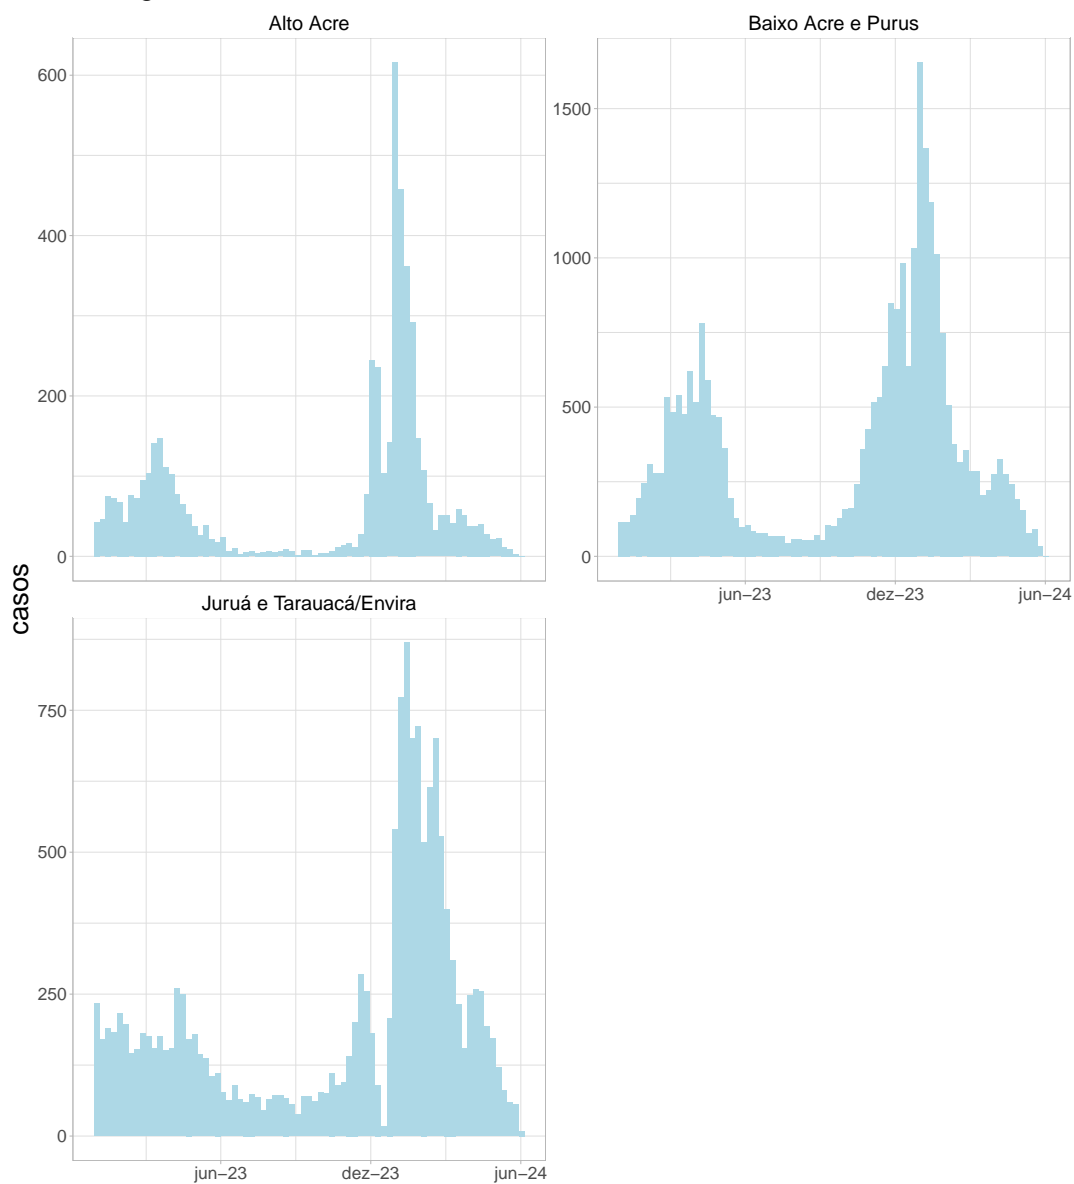 Alto Acre
Baixo Acre e Purus
600
400
200
0
1500
1000
500
0
jun−23
dez−23
jun−24
casos
Juruá e Tarauacá/Envira
750
500
250
0
jun−23
dez−23
jun−24